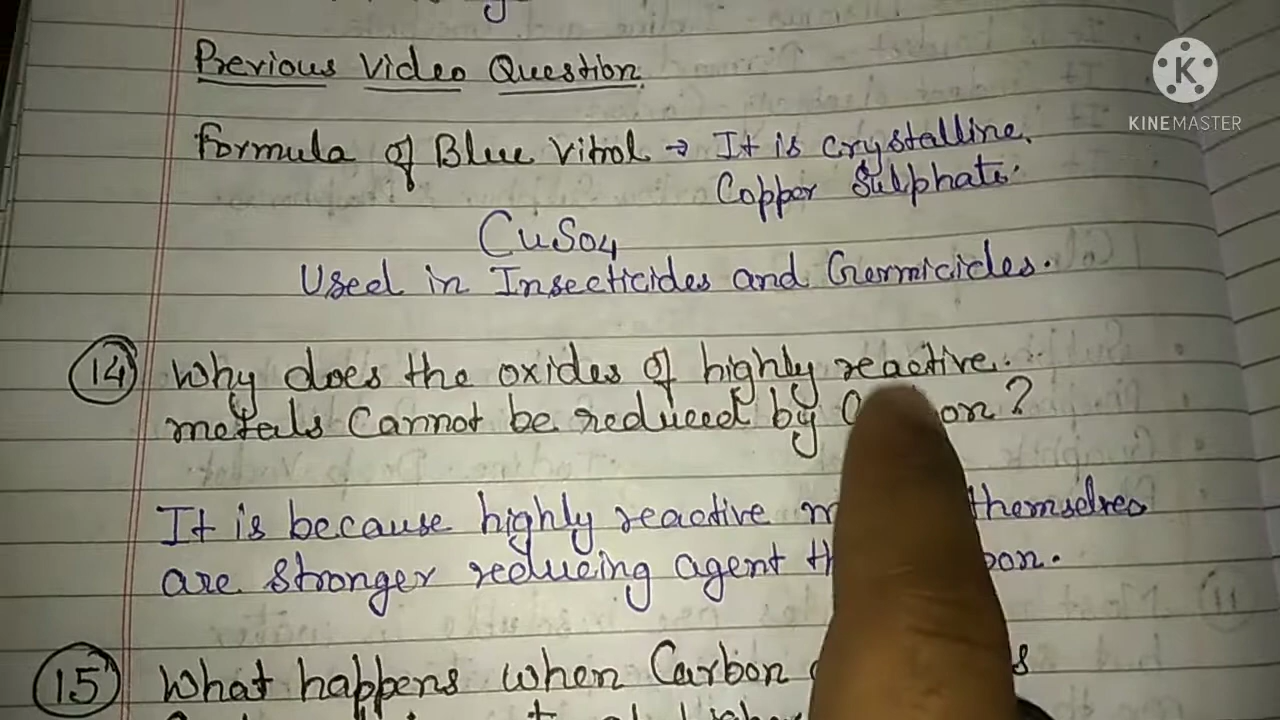 Previous Video Question
KINEMASTER
Formula of Blue Vitrol → It is crystalline
Copper Sulphate.
CuSO4
Used in Insecticides and Germicides.
14 Why does the oxides of highly reactive
metals cannot be reduced by ?
It is because highly reactive themselves
are stronger reducing agent
15 What happens when Carbon